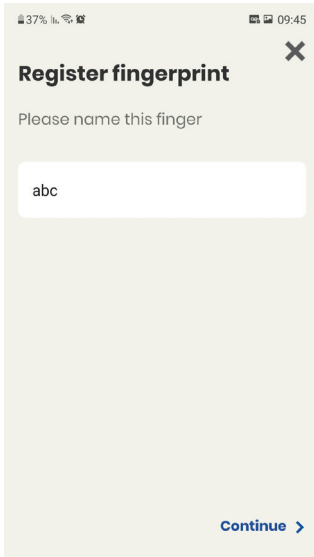 37% 09:45
Register fingerprint
Please name this finger
abc
Continue